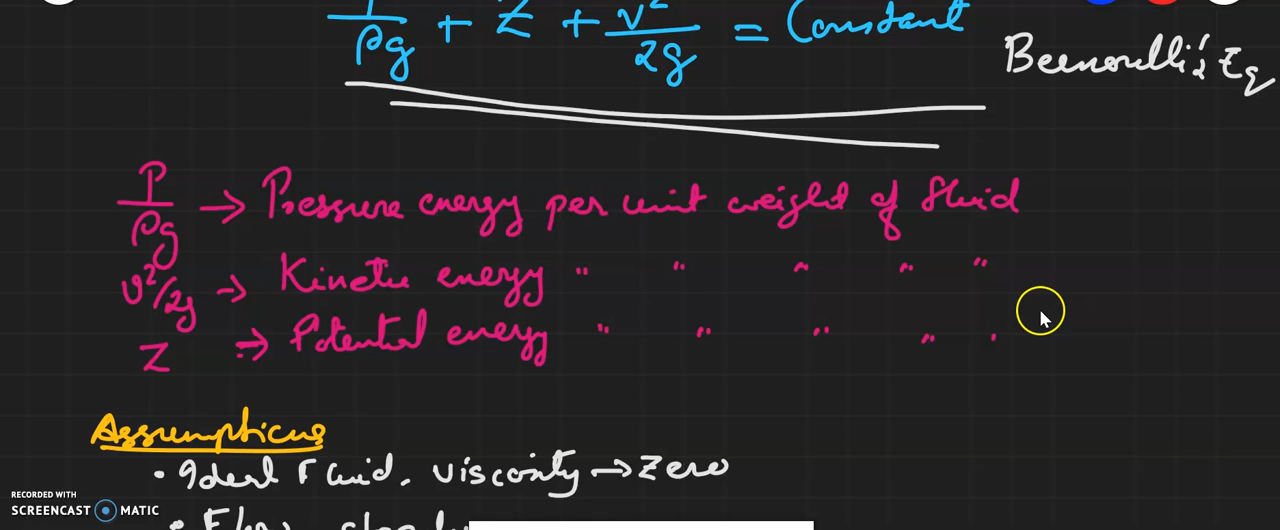 P/ρg + Z + v²/2g = Constant
Bernoulli's Eq
P/ρg → Pressure energy per unit weight of fluid
v²/2g → Kinetic energy " " " " "
Z → Potential energy " " " " "
Assumptions
• Ideal Fluid. Viscosity → Zero
• Flow
RECORDED WITH
SCREENCAST MATIC